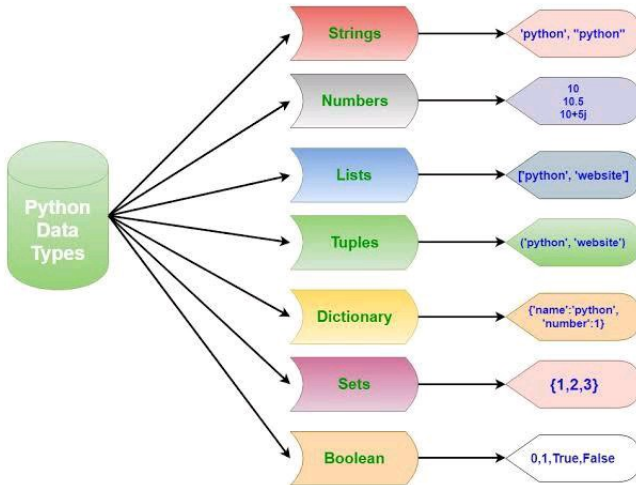 Python
Data
Types
Strings
'python', "python"
Numbers
10
10.5
10+5j
Lists
['python', 'website']
Tuples
('python', 'website')
Dictionary
{'name':'python',
'number':1}
Sets
{1,2,3}
Boolean
0,1,True,False